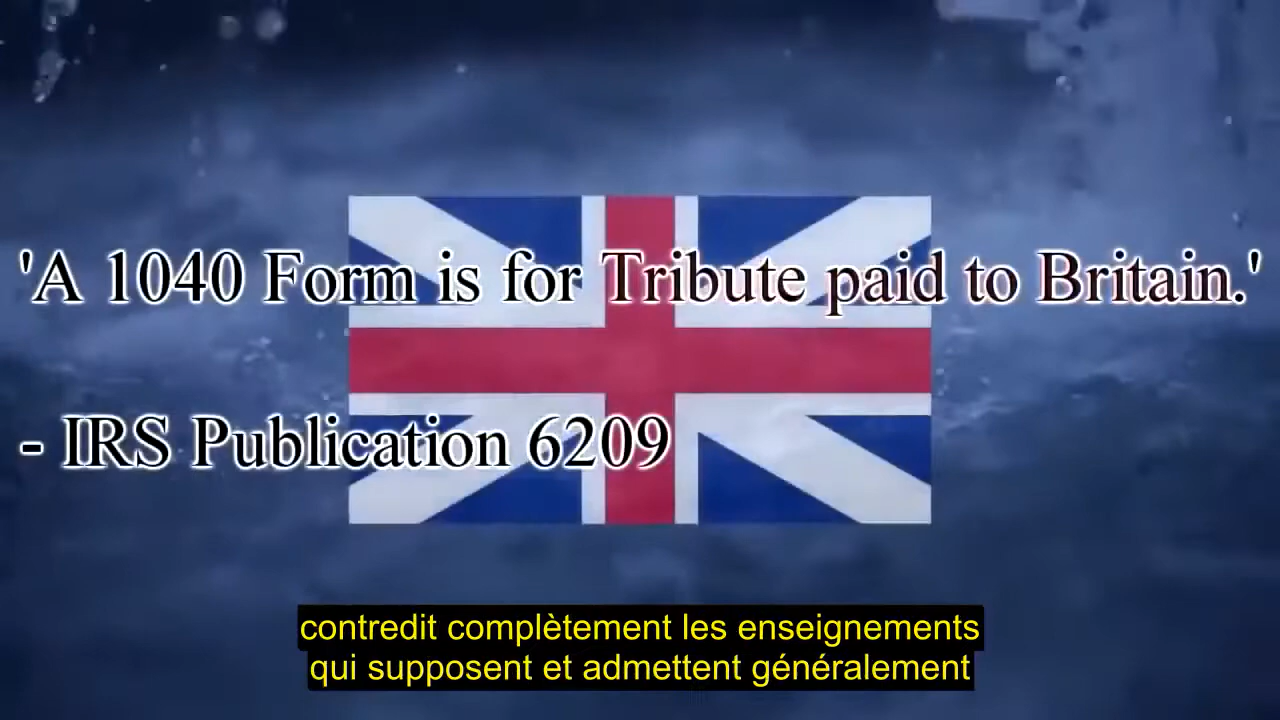 'A 1040 Form is for Tribute paid to Britain.'
- IRS Publication 6209
contredit complètement les enseignements
qui supposent et admettent généralement